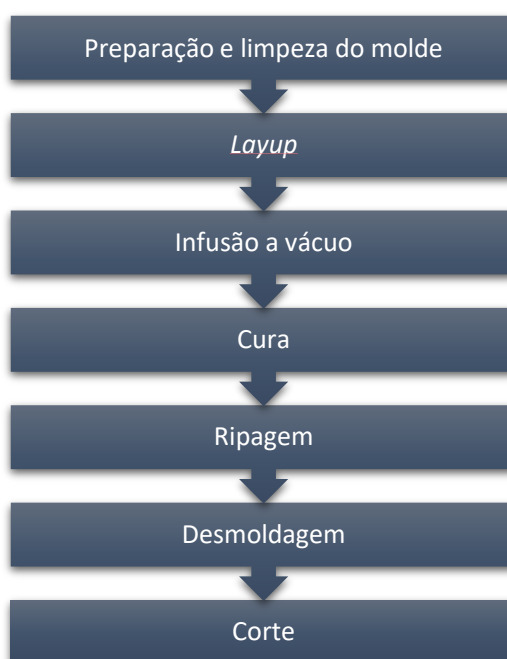 Preparação e limpeza do molde
Layup
Infusão a vácuo
Cura
Ripagem
Desmoldagem
Corte